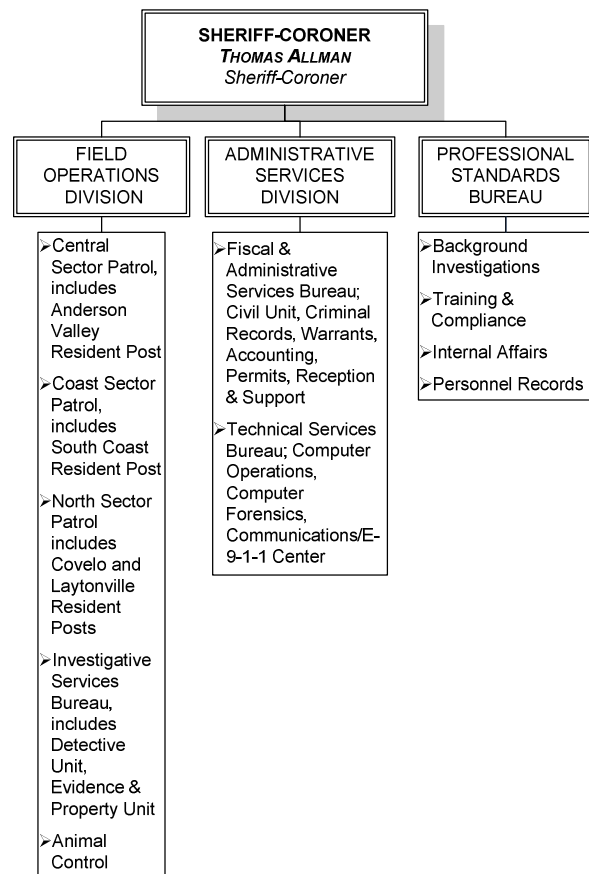 SHERIFF-CORONER
THOMAS ALLMAN
Sheriff-Coroner
FIELD
OPERATIONS
DIVISION
➢Central
Sector Patrol,
includes
Anderson
Valley
Resident Post
➢Coast Sector
Patrol,
includes
South Coast
Resident Post
➢North Sector
Patrol
includes
Covelo and
Laytonville
Resident
Posts
➢Investigative
Services
Bureau,
includes
Detective
Unit,
Evidence &
Property Unit
➢Animal
Control
ADMINISTRATIVE
SERVICES
DIVISION
➢Fiscal &
Administrative
Services Bureau;
Civil Unit, Criminal
Records, Warrants,
Accounting,
Permits, Reception
& Support
➢Technical Services
Bureau; Computer
Operations,
Computer
Forensics,
Communications/E-
9-1-1 Center
PROFESSIONAL
STANDARDS
BUREAU
➢Background
Investigations
➢Training &
Compliance
➢Internal Affairs
➢Personnel Records